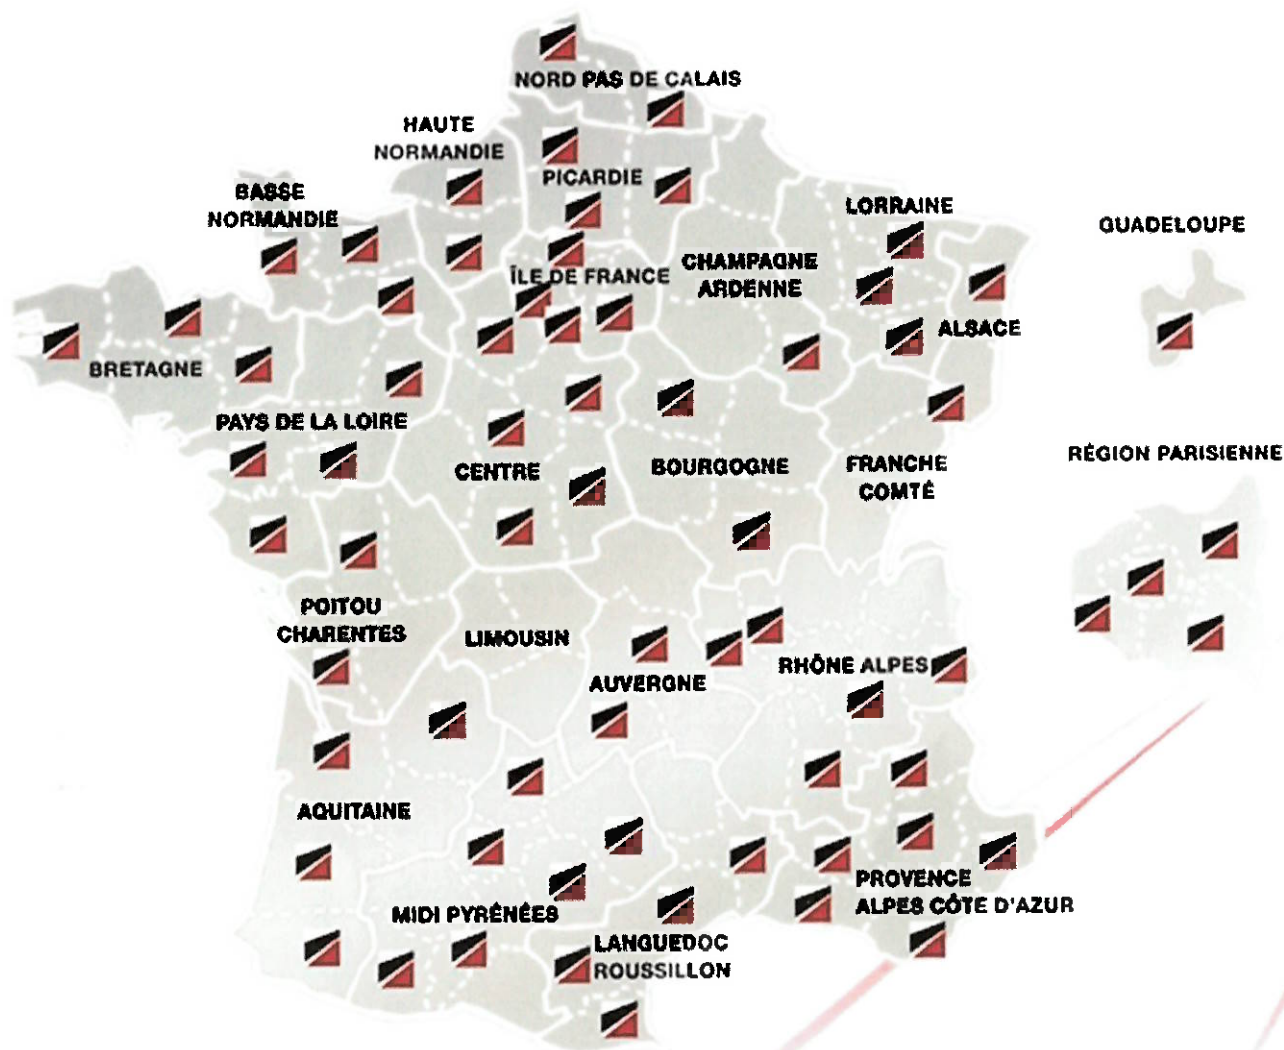 NORD PAS DE CALAIS
HAUTE
NORMANDIE
PICARDIE
BASSE
NORMANDIE
LORRAINE
GUADELOUPE
ÎLE DE FRANCE
CHAMPAGNE
ARDENNE
ALSACE
BRETAGNE
PAYS DE LA LOIRE
CENTRE
BOURGOGNE
FRANCHE
COMTÉ
RÉGION PARISIENNE
POITOU
CHARENTES
LIMOUSIN
AUVERGNE
RHÔNE ALPES
AQUITAINE
MIDI PYRÉNÉES
PROVENCE
ALPES CÔTE D'AZUR
LANGUEDOC
ROUSSILLON